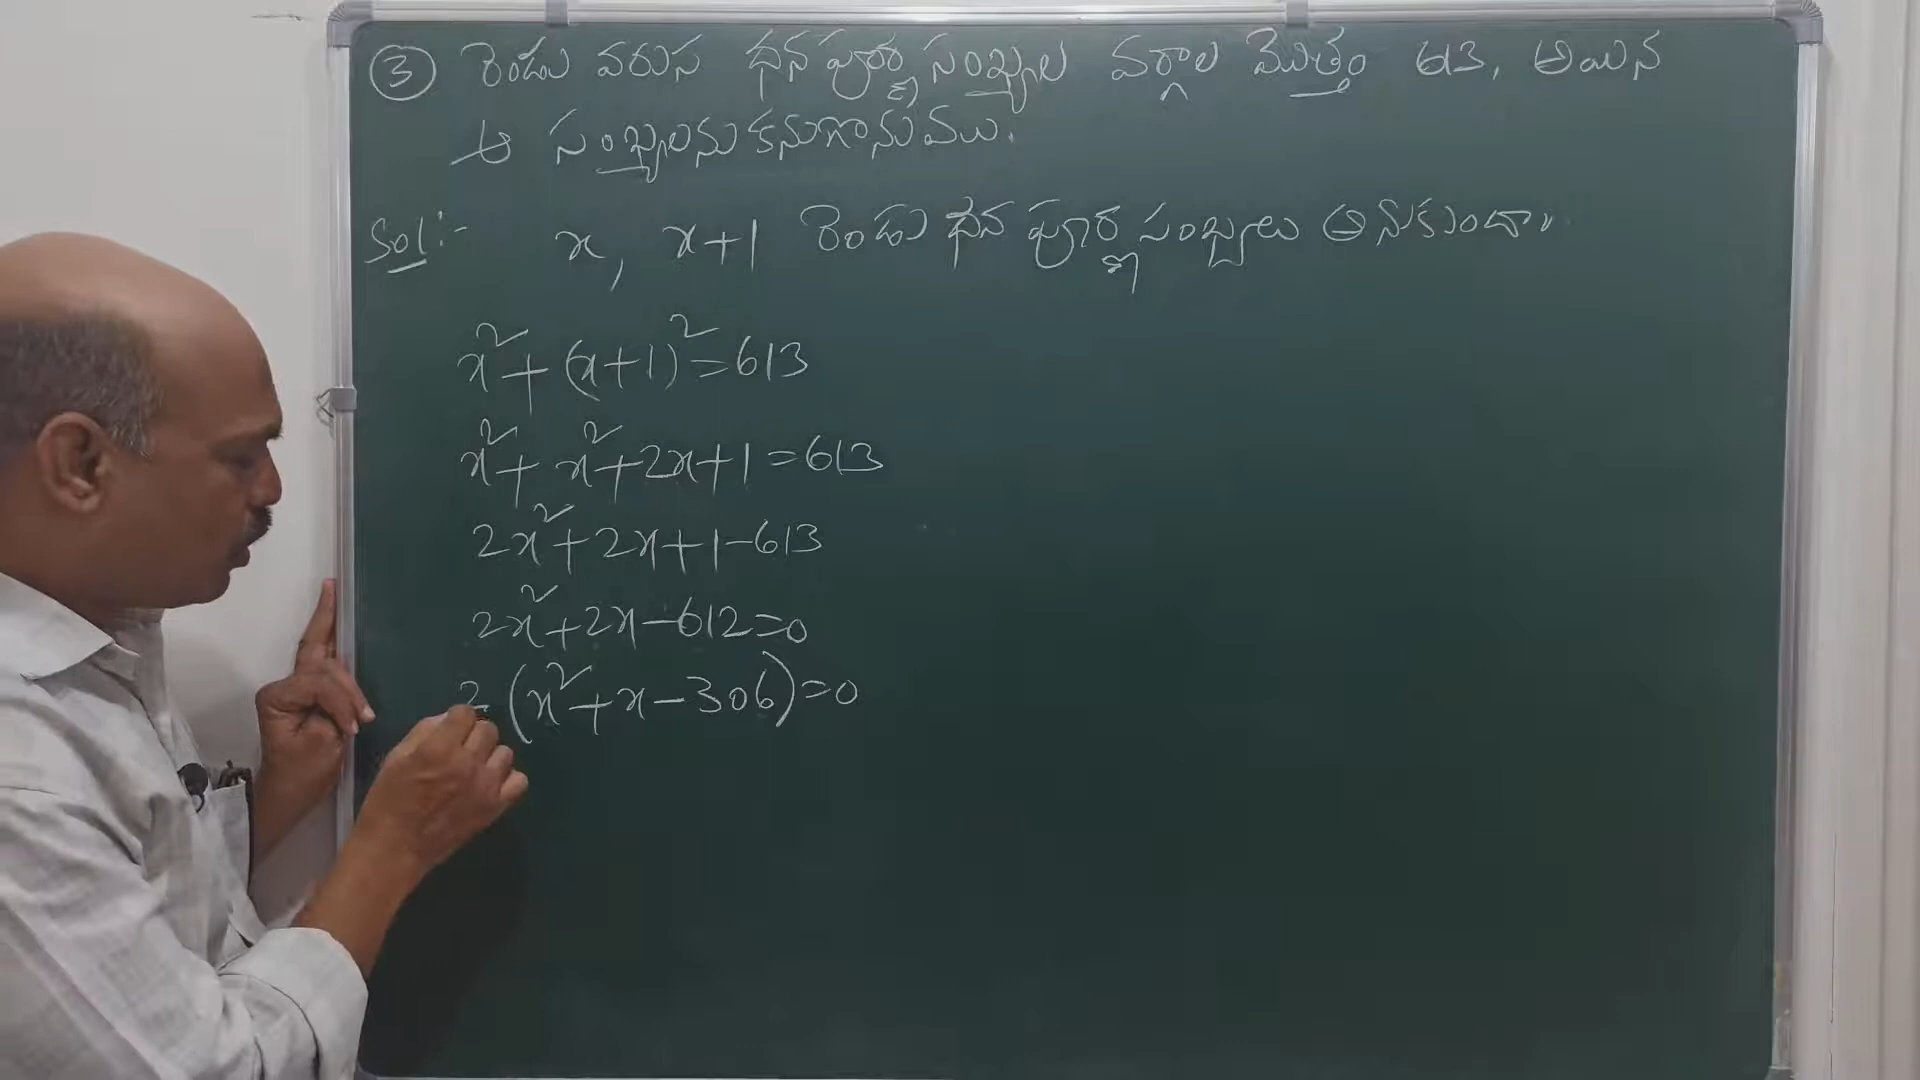 ③ రెండు వరుస ధన పూర్ణ సంఖ్యల వర్గాల మొత్తం 613, అయిన
ఆ సంఖ్యలను కనుగొనుము.
Sol:- x, x+1 రెండు ధన పూర్ణ సంఖ్యలు అనుకుందాం
x²+(x+1)²=613
x²+x²+2x+1=613
2x²+2x+1-613
2x²+2x-612=0
2(x²+x-306)=0